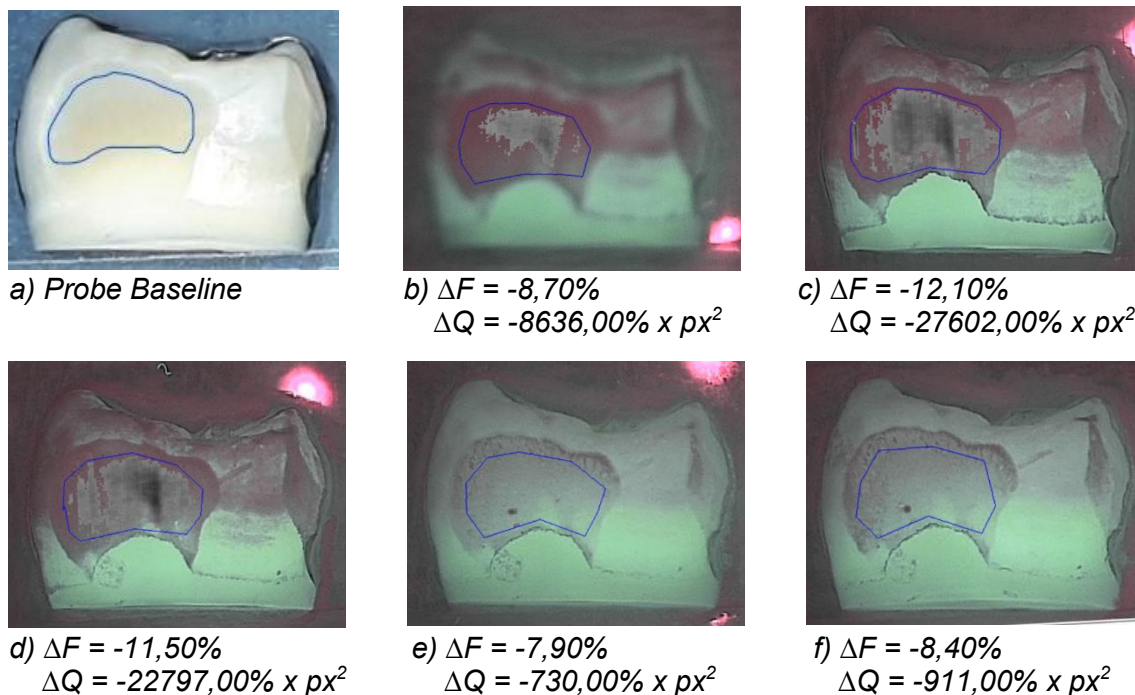 a) Probe Baseline
b) ΔF = -8,70%
ΔQ = -8636,00% x px²
c) ΔF = -12,10%
ΔQ = -27602,00% x px²
d) ΔF = -11,50%
ΔQ = -22797,00% x px²
e) ΔF = -7,90%
ΔQ = -730,00% x px²
f) ΔF = -8,40%
ΔQ = -911,00% x px²